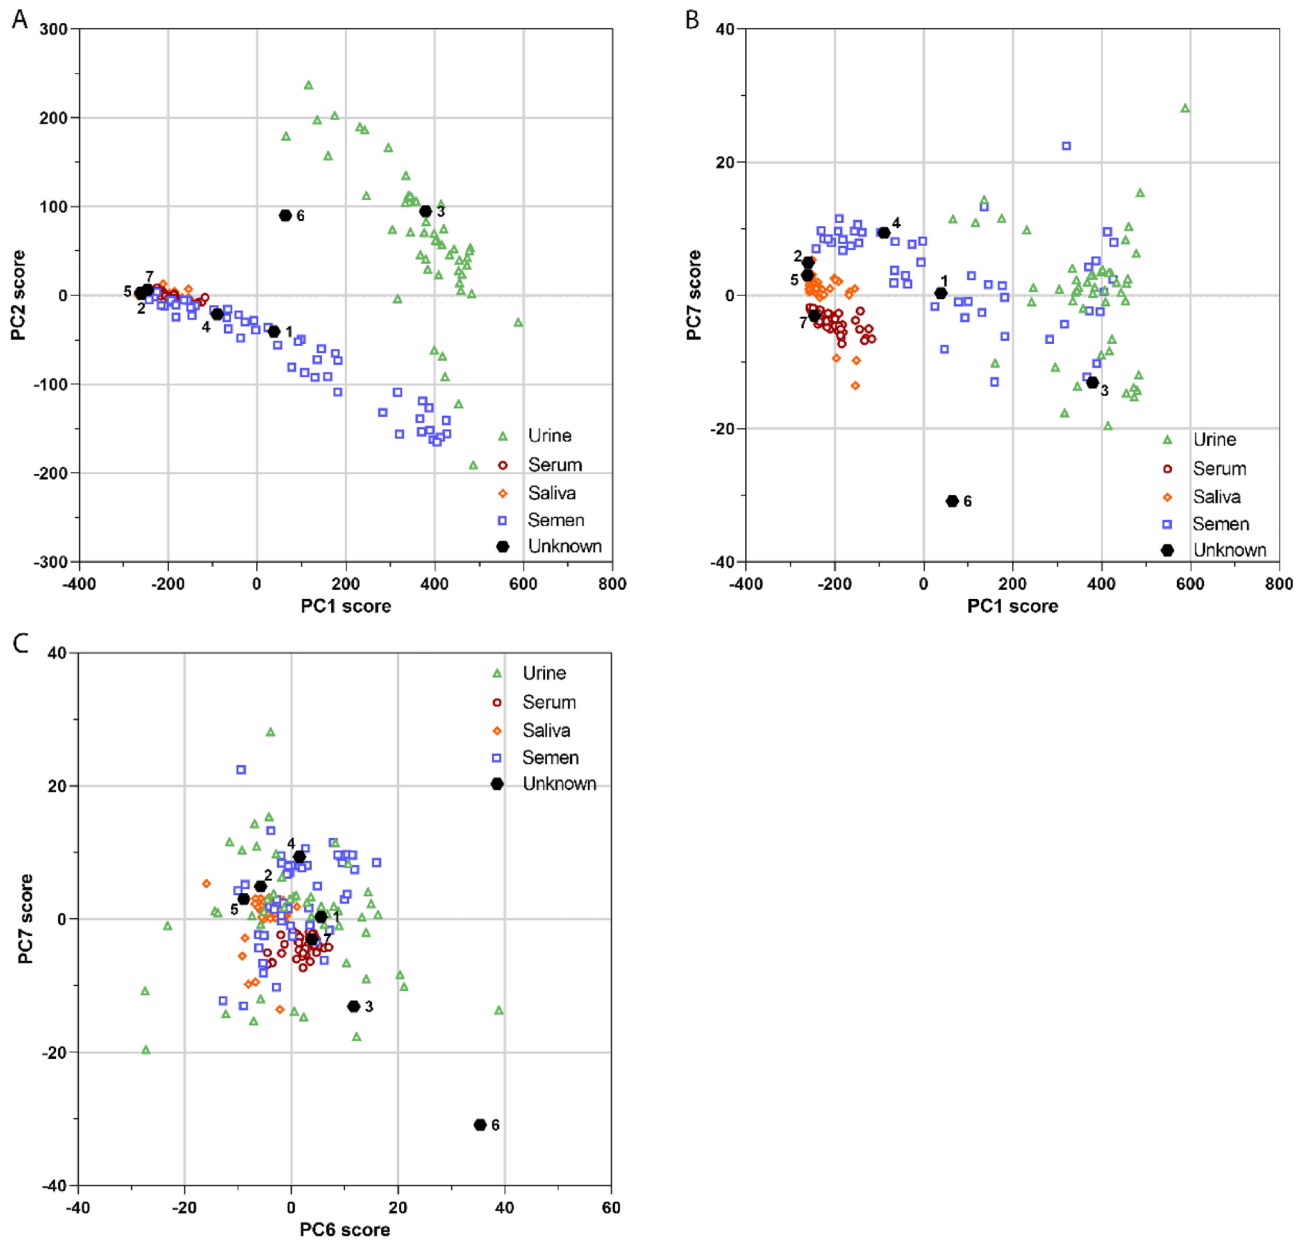 A
PC2 score
300
200
100
0
-100
-200
-300
-400
-200
0
200
400
600
800
PC1 score
6
3
7
5
2
4
1
Urine
Serum
Saliva
Semen
Unknown
B
PC7 score
40
20
0
-20
-40
-400
-200
0
200
400
600
800
PC1 score
4
2
5
1
7
3
6
Urine
Serum
Saliva
Semen
Unknown
C
PC7 score
40
20
0
-20
-40
-40
-20
0
20
40
60
PC6 score
Urine
Serum
Saliva
Semen
Unknown
4
2
5
1
7
3
6